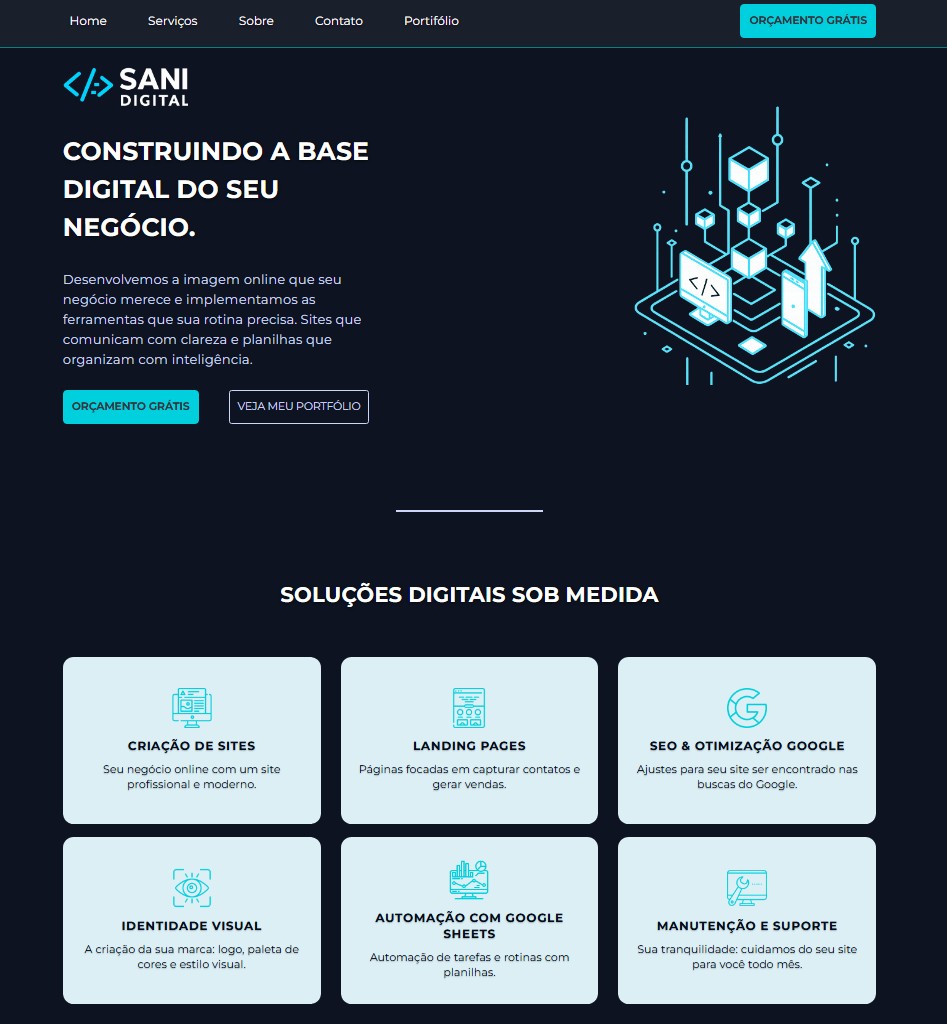 Home Serviços Sobre Contato Portifólio ORÇAMENTO GRÁTIS
</> SANI
DIGITAL
CONSTRUINDO A BASE
DIGITAL DO SEU
NEGÓCIO.
Desenvolvemos a imagem online que seu
negócio merece e implementamos as
ferramentas que sua rotina precisa. Sites que
comunicam com clareza e planilhas que
organizam com inteligência.
ORÇAMENTO GRÁTIS VEJA MEU PORTFÓLIO
</>
SOLUÇÕES DIGITAIS SOB MEDIDA
CRIAÇÃO DE SITES
Seu negócio online com um site
profissional e moderno.
LANDING PAGES
Páginas focadas em capturar contatos e
gerar vendas.
SEO & OTIMIZAÇÃO GOOGLE
Ajustes para seu site ser encontrado nas
buscas do Google.
IDENTIDADE VISUAL
A criação da sua marca: logo, paleta de
cores e estilo visual.
AUTOMAÇÃO COM GOOGLE
SHEETS
Automação de tarefas e rotinas com
planilhas.
MANUTENÇÃO E SUPORTE
Sua tranquilidade: cuidamos do seu site
para você todo mês.